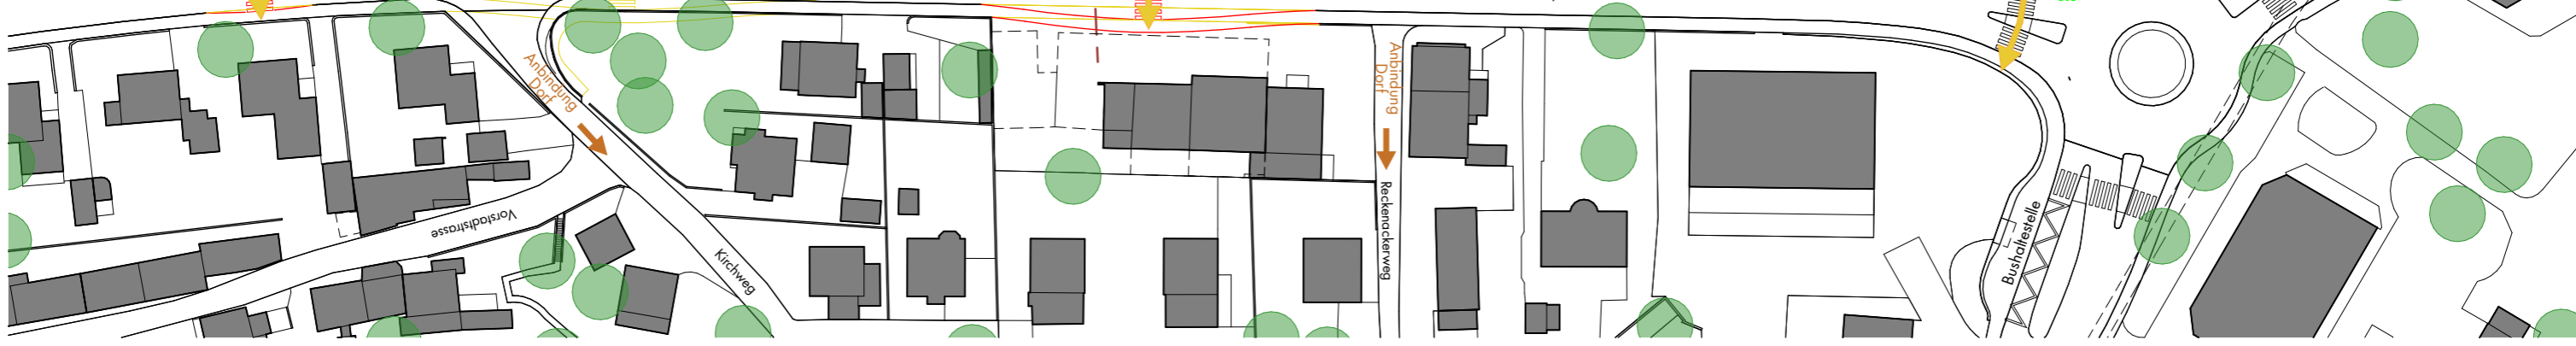 Anbindung
Dorf
Anbindung
Dorf
Vorstadtstrasse
Kirchweg
Reckenackerweg
Bushaltestelle